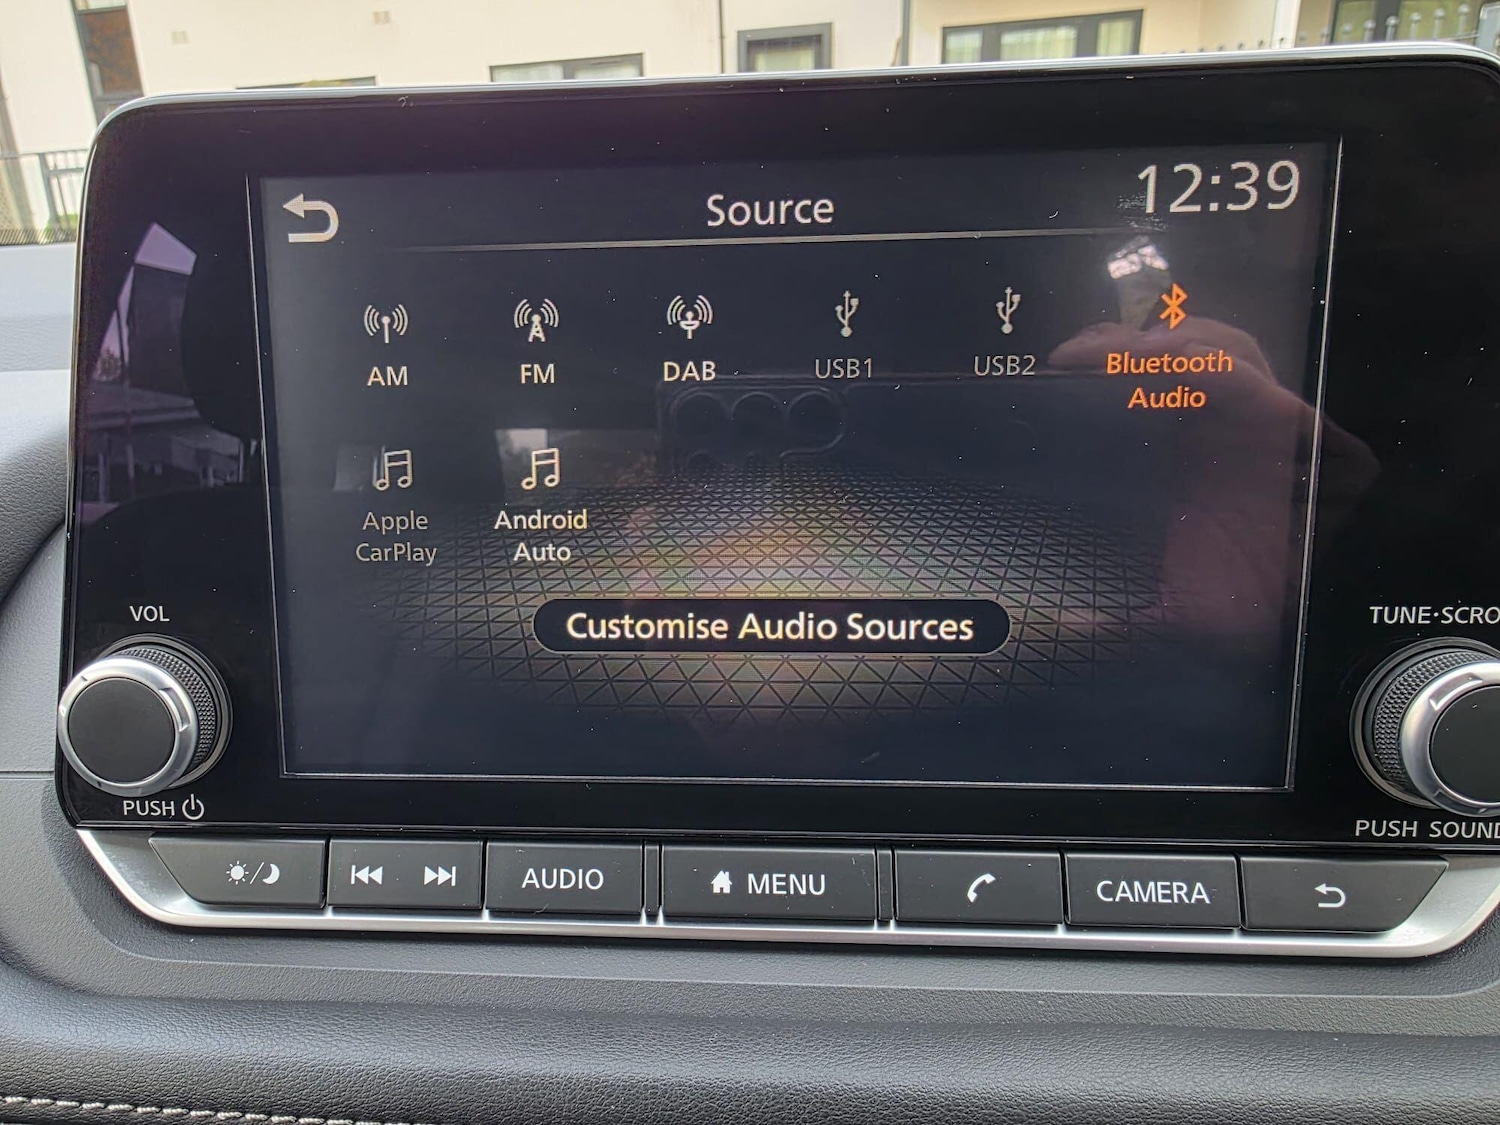 Source
12:39
AM
FM
DAB
USB1
USB2
Bluetooth
Audio
Apple
CarPlay
Android
Auto
Customise Audio Sources
VOL
PUSH
TUNE·SCRO
PUSH SOUND
AUDIO
MENU
CAMERA